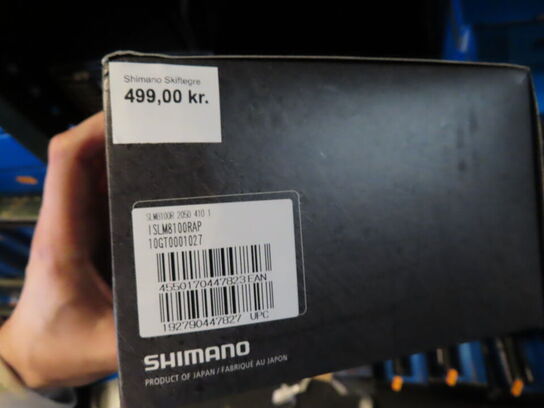 Shimano Skiftegre
499,00 kr.
SLM8100R 2050 410 1
ISLM8100RAP
10GT0001027
4550170447823 EAN
192790447827 UPC
SHIMANO
PRODUCT OF JAPAN / FABRIQUÉ AU JAPON